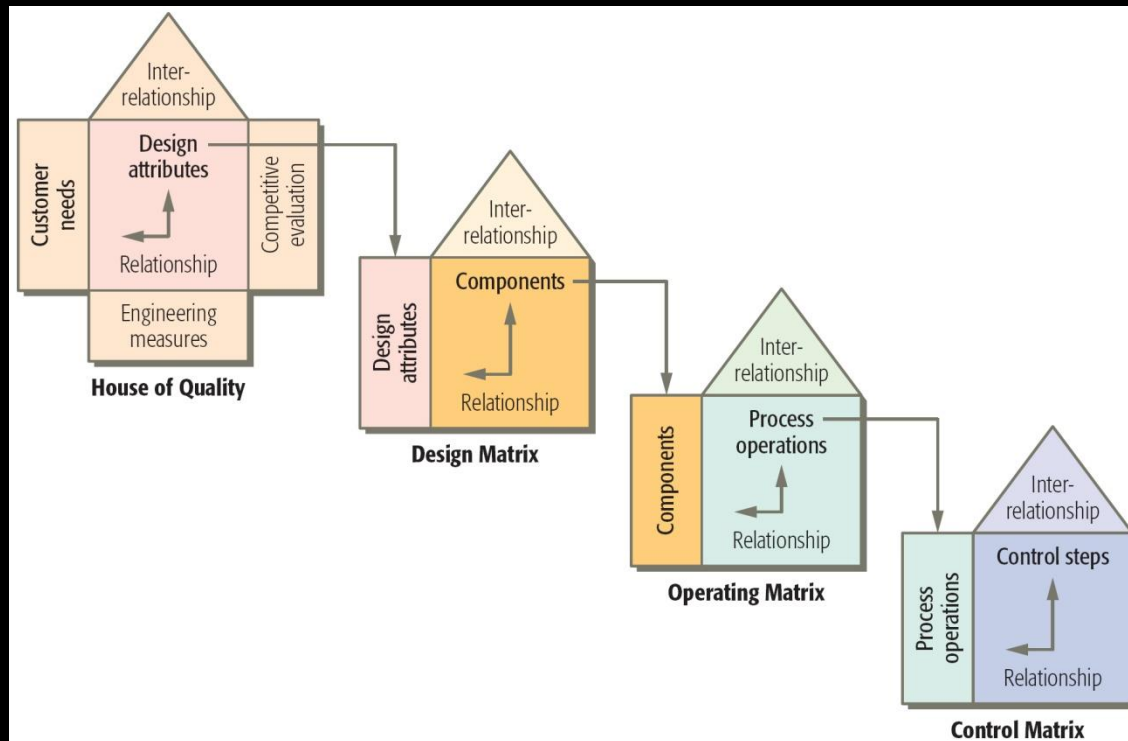 Inter-
relationship
Customer
needs
Design
attributes
Relationship
Competitive
evaluation
Engineering
measures
House of Quality
Inter-
relationship
Design
attributes
Components
Relationship
Design Matrix
Inter-
relationship
Components
Process
operations
Relationship
Operating Matrix
Inter-
relationship
Process
operations
Control steps
Relationship
Control Matrix